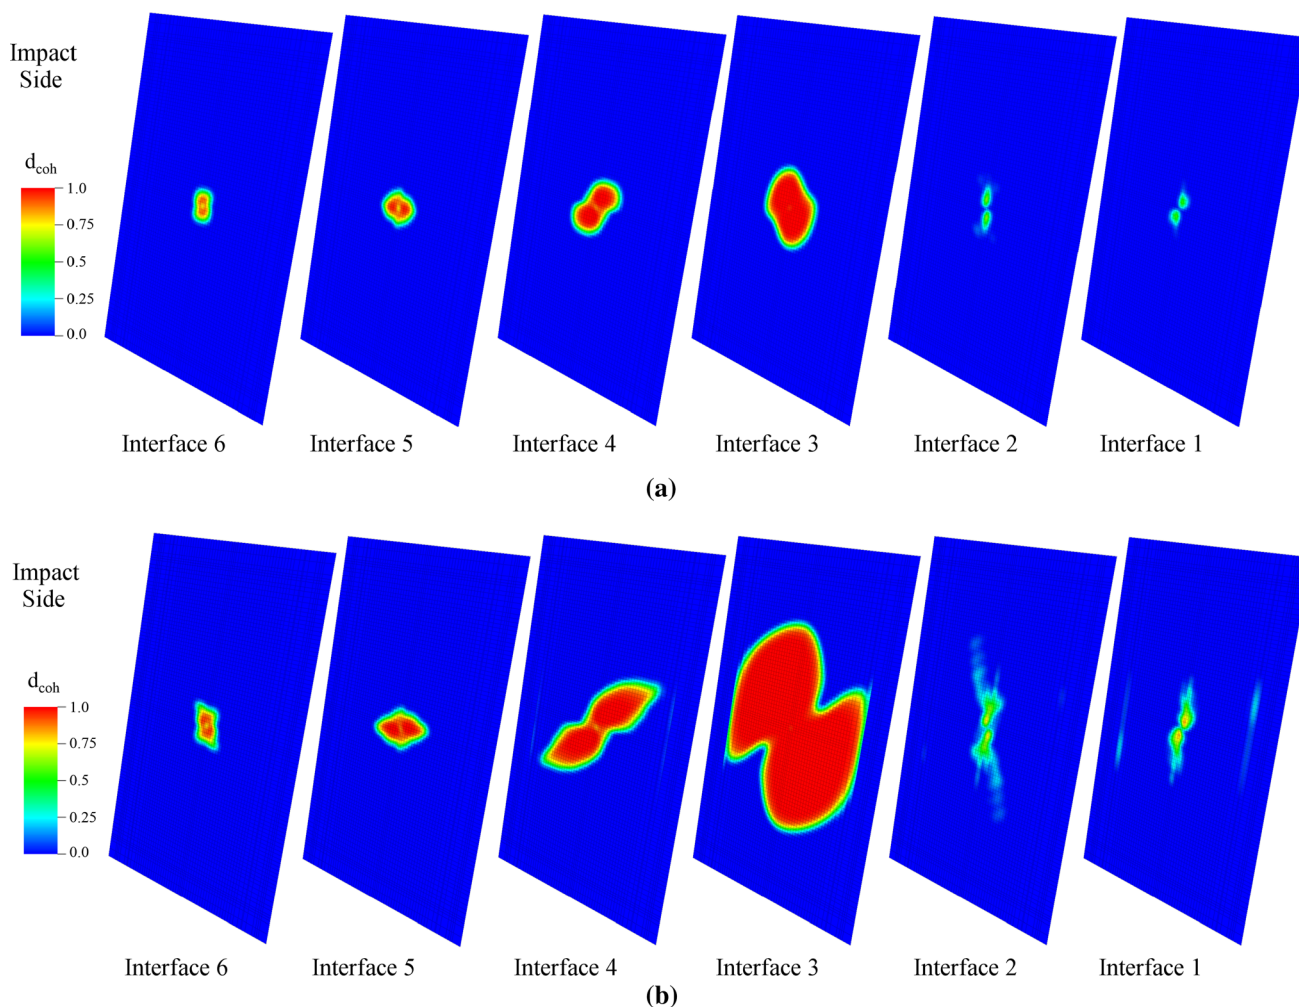 Impact
Side
d_coh
1.0
0.75
0.5
0.25
0.0
Interface 6
Interface 5
Interface 4
Interface 3
Interface 2
Interface 1
(a)
Impact
Side
d_coh
1.0
0.75
0.5
0.25
0.0
Interface 6
Interface 5
Interface 4
Interface 3
Interface 2
Interface 1
(b)